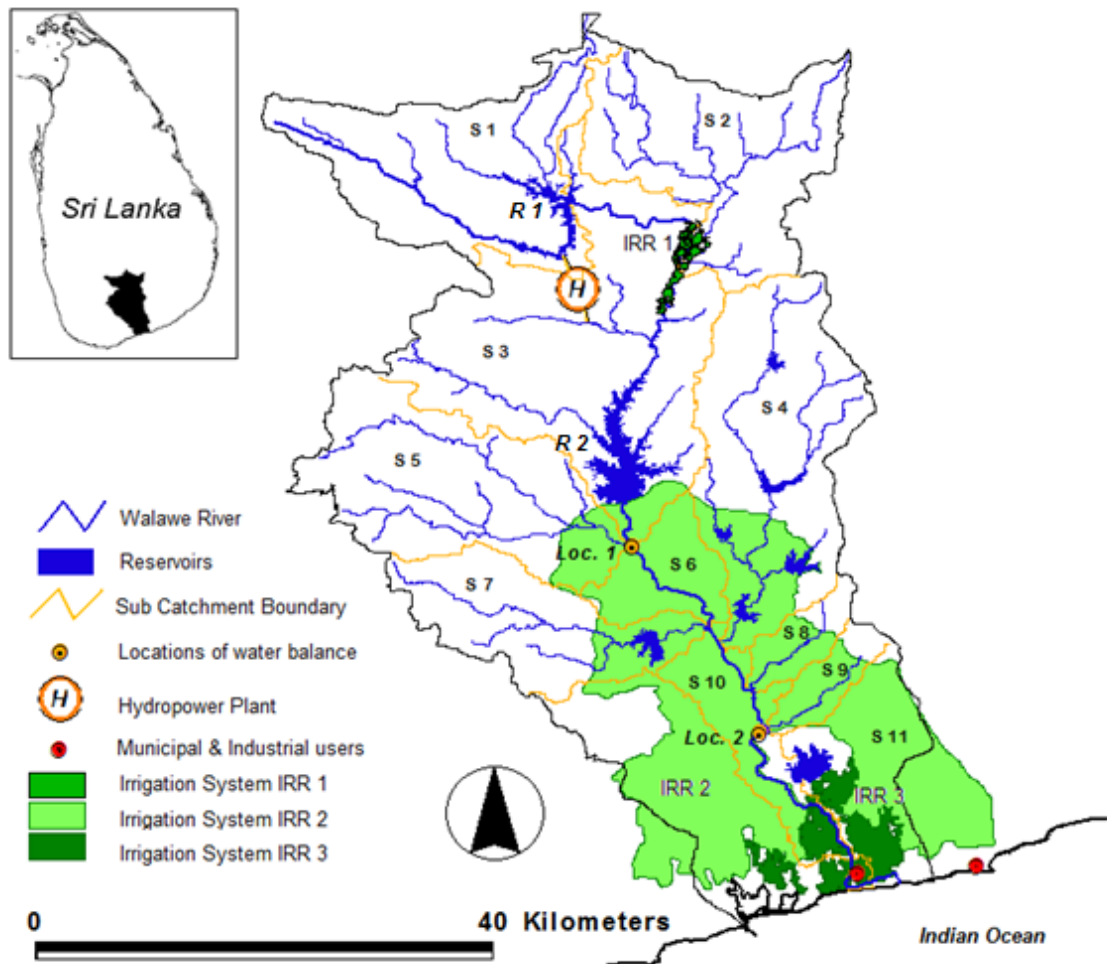 Sri Lanka
S 1
S 2
R 1
IRR 1
H
S 3
S 4
R 2
S 5
Loc. 1
S 6
S 7
S 8
S 9
S 10
Loc. 2
S 11
IRR 2
IRR 3
Walawe River
Reservoirs
Sub Catchment Boundary
Locations of water balance
H
Hydropower Plant
Municipal & Industrial users
Irrigation System IRR 1
Irrigation System IRR 2
Irrigation System IRR 3
0
40 Kilometers
Indian Ocean